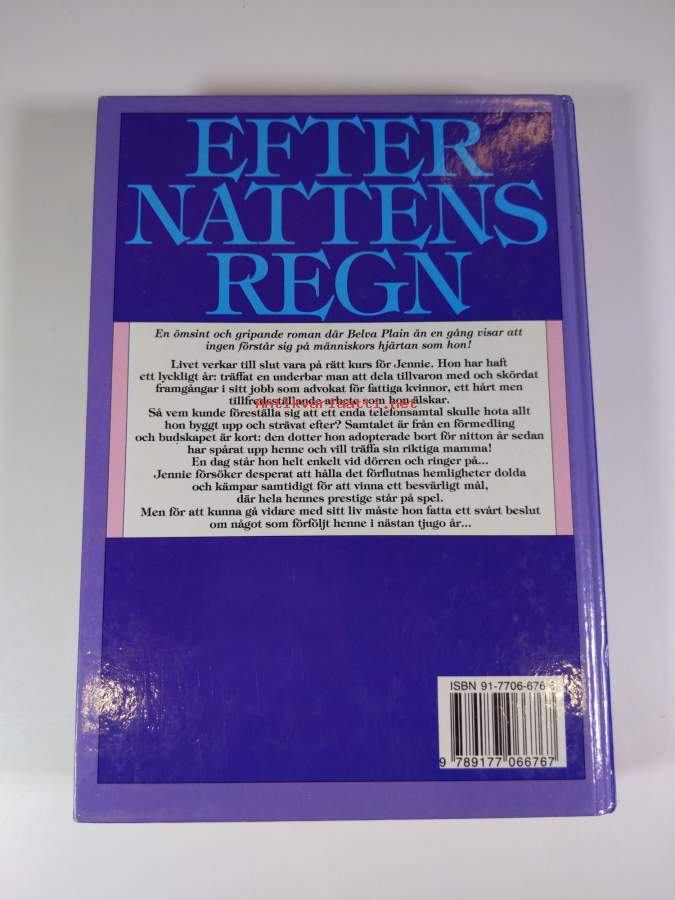 EFTER
NATTENS
REGN
En ömsint och gripande roman där Belva Plain än en gång visar att
ingen förstår sig på människors hjärtan som hon!
Livet verkar till slut vara på rätt kurs för Jennie. Hon har haft
ett lyckligt år: träffat en underbar man att dela tillvaron med och skördat
framgångar i sitt jobb som advokat för fattiga kvinnor, ett hårt men
tillfredsställande arbete som hon älskar.
Antikvariaatti.net
Så vem kunde föreställa sig att ett enda telefonsamtal skulle hota allt
hon byggt upp och strävat efter? Samtalet är från en förmedling
och budskapet är kort: den dotter hon adopterade bort för nitton år sedan
har spårat upp henne och vill träffa sin riktiga mamma!
En dag står hon helt enkelt vid dörren och ringer på...
Jennie försöker desperat att hålla det förflutnas hemligheter dolda
och kämpar samtidigt för att vinna ett besvärligt mål,
där hela hennes prestige står på spel.
Men för att kunna gå vidare med sitt liv måste hon fatta ett svårt beslut
om något som förföljt henne i nästan tjugo år...
ISBN 91-7706-676-
9 789177 066767